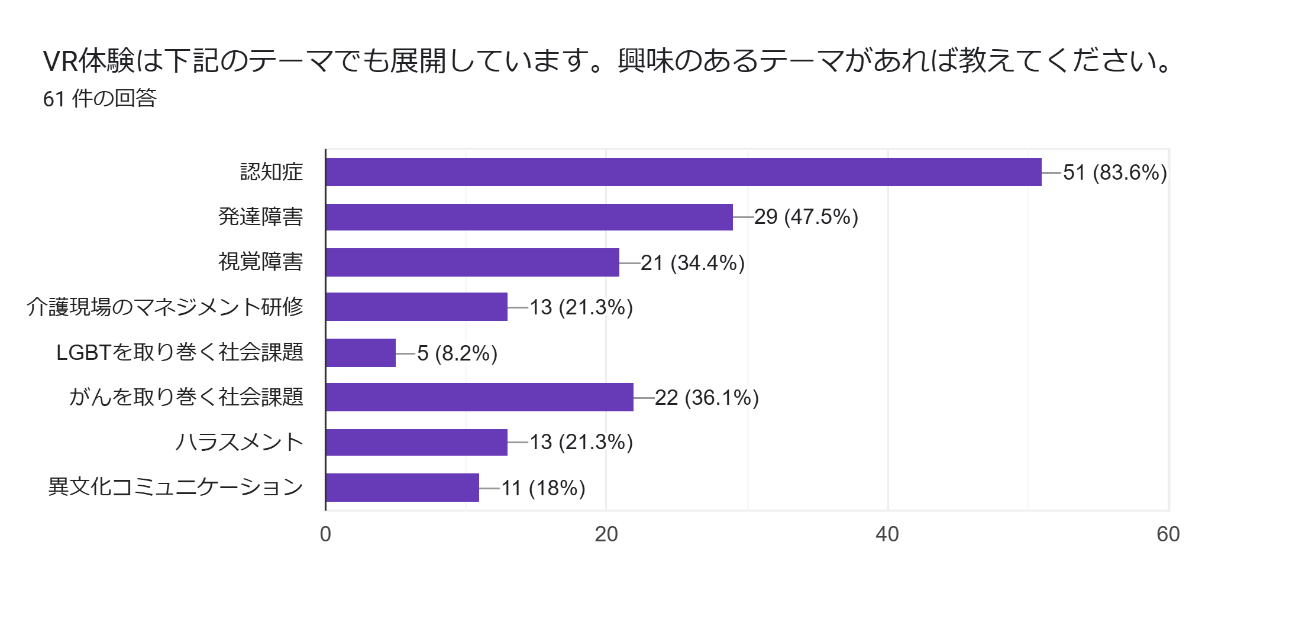 VR体験は下記のテーマでも展開しています。興味のあるテーマがあれば教えてください。
61 件の回答
認知症 51 (83.6%)
発達障害 29 (47.5%)
視覚障害 21 (34.4%)
介護現場のマネジメント研修 13 (21.3%)
LGBTを取り巻く社会課題 5 (8.2%)
がんを取り巻く社会課題 22 (36.1%)
ハラスメント 13 (21.3%)
異文化コミュニケーション 11 (18%)
0 20 40 60